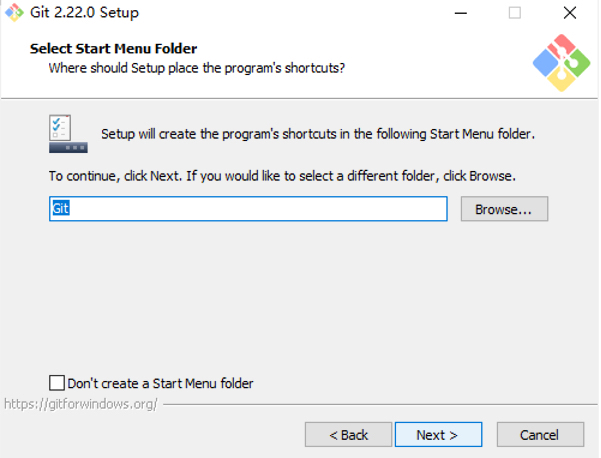 Git 2.22.0 Setup
Select Start Menu Folder
Where should Setup place the program's shortcuts?
Setup will create the program's shortcuts in the following Start Menu folder.
To continue, click Next. If you would like to select a different folder, click Browse.
Git
Browse...
Don't create a Start Menu folder
https://gitforwindows.org/
< Back
Next >
Cancel